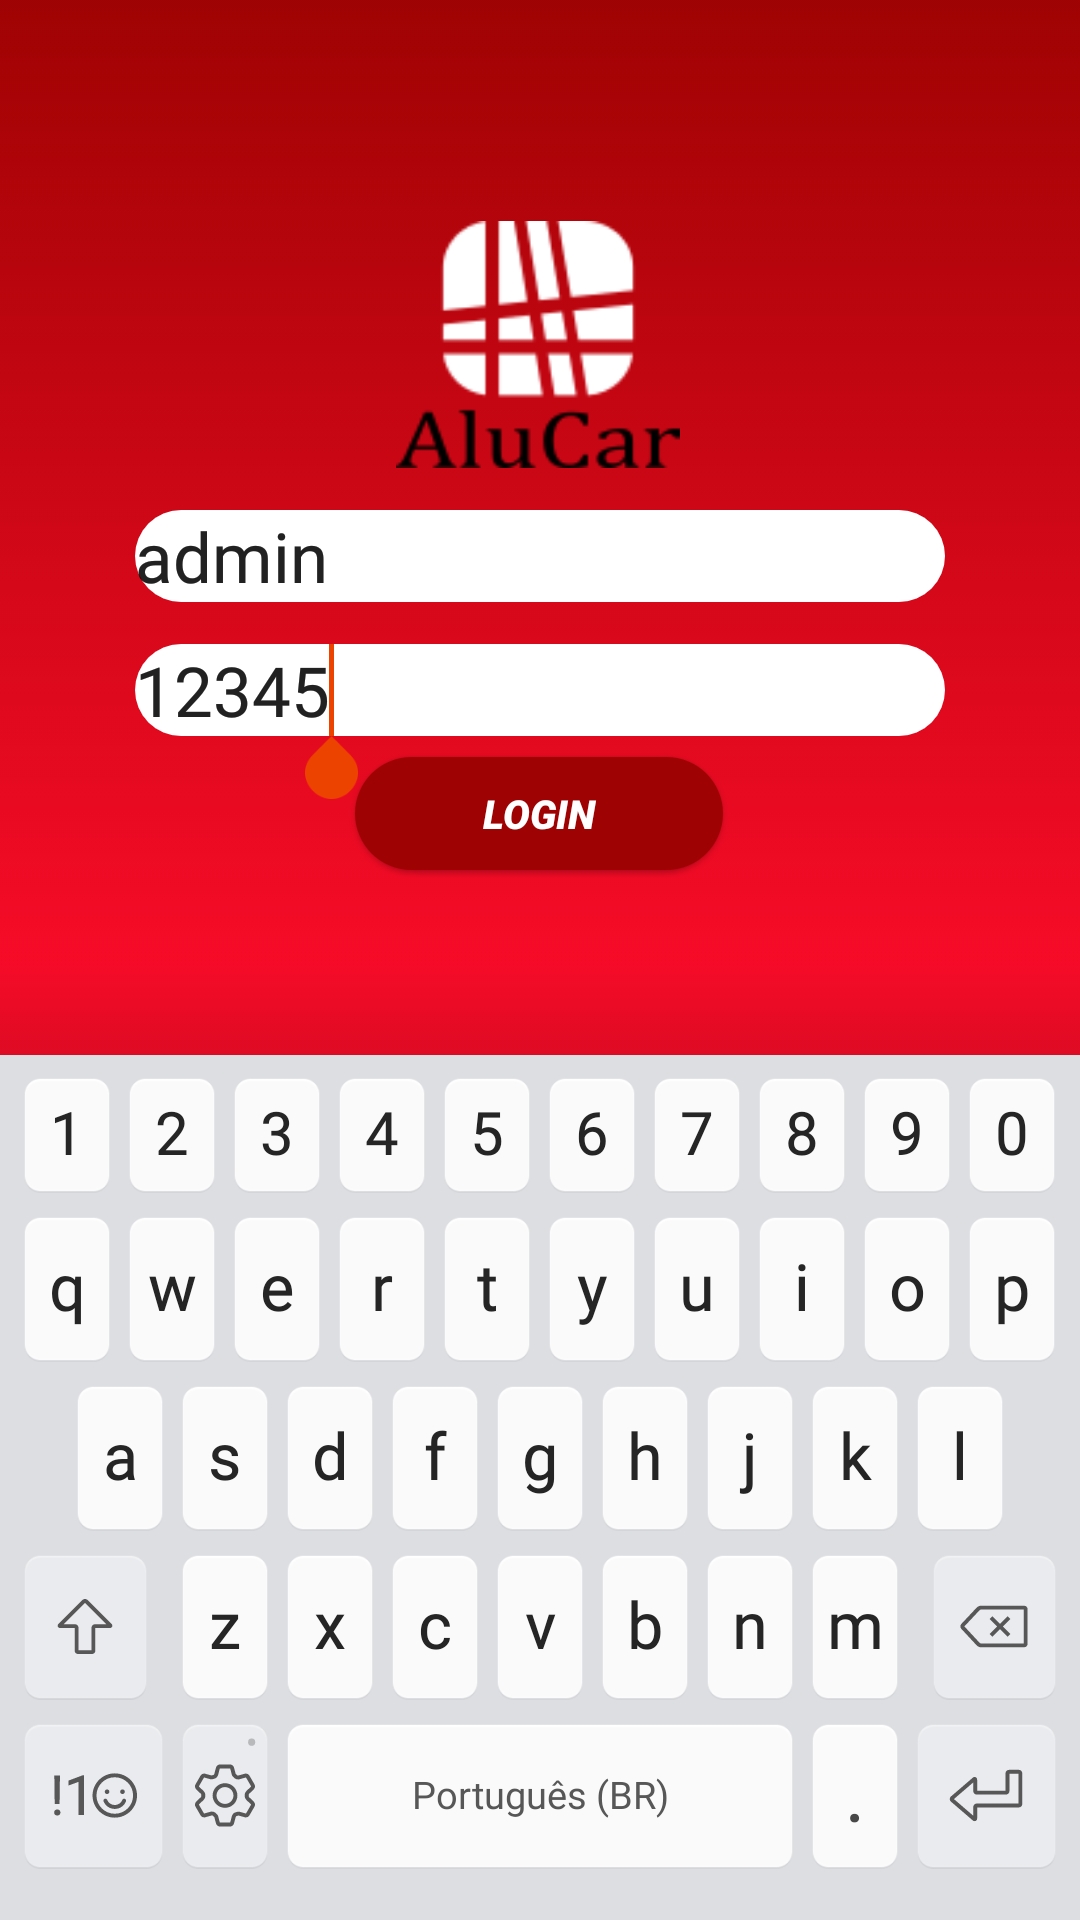 AluCar
admin
12345
LOGIN
1 2 3 4 5 6 7 8 9 0
q w e r t y u i o p
a s d f g h j k l
z x c v b n m
!1☺ Português (BR) .